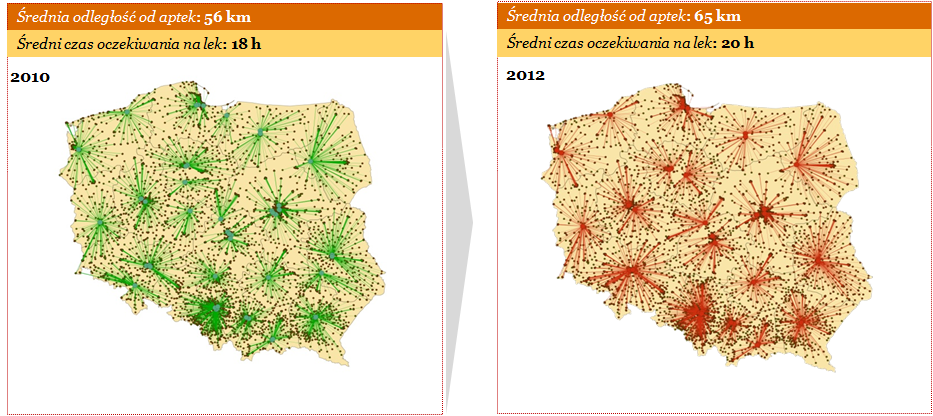 Średnia odległość od aptek: 56 km
Średni czas oczekiwania na lek: 18 h
2010
Średnia odległość od aptek: 65 km
Średni czas oczekiwania na lek: 20 h
2012